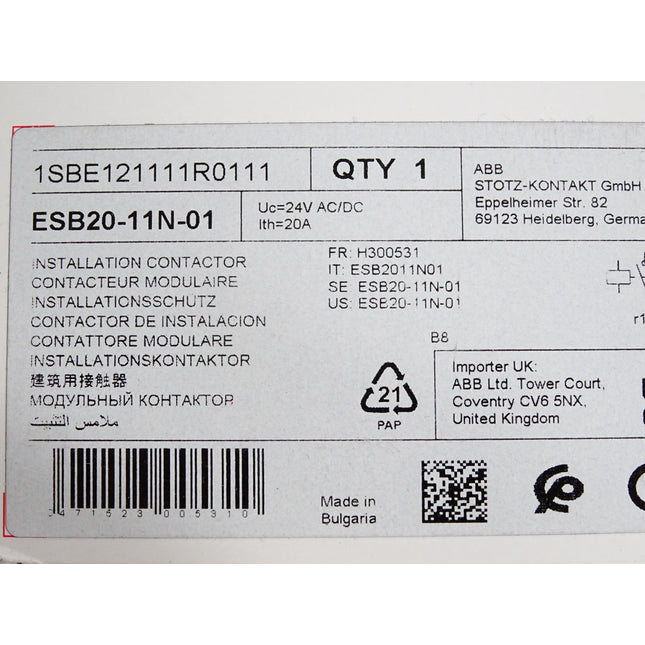 1SBE121111R0111
QTY 1
ABB
STOTZ-KONTAKT GmbH
Eppelheimer Str. 82
69123 Heidelberg, Germa
ESB20-11N-01
Uc=24V AC/DC
Ith=20A
INSTALLATION CONTACTOR
CONTACTEUR MODULAIRE
INSTALLATIONSSCHUTZ
CONTACTOR DE INSTALACION
CONTATTORE MODULARE
INSTALLATIONSKONTAKTOR
建筑用接触器
МОДУЛЬНЫЙ КОНТАКТОР
ملامس التثبيت
FR: H300531
IT: ESB2011N01
SE ESB20-11N-01
US: ESB20-11N-01
r1
B8
21
PAP
Importer UK:
ABB Ltd. Tower Court,
Coventry CV6 5NX,
United Kingdom
471523005310
Made in
Bulgaria